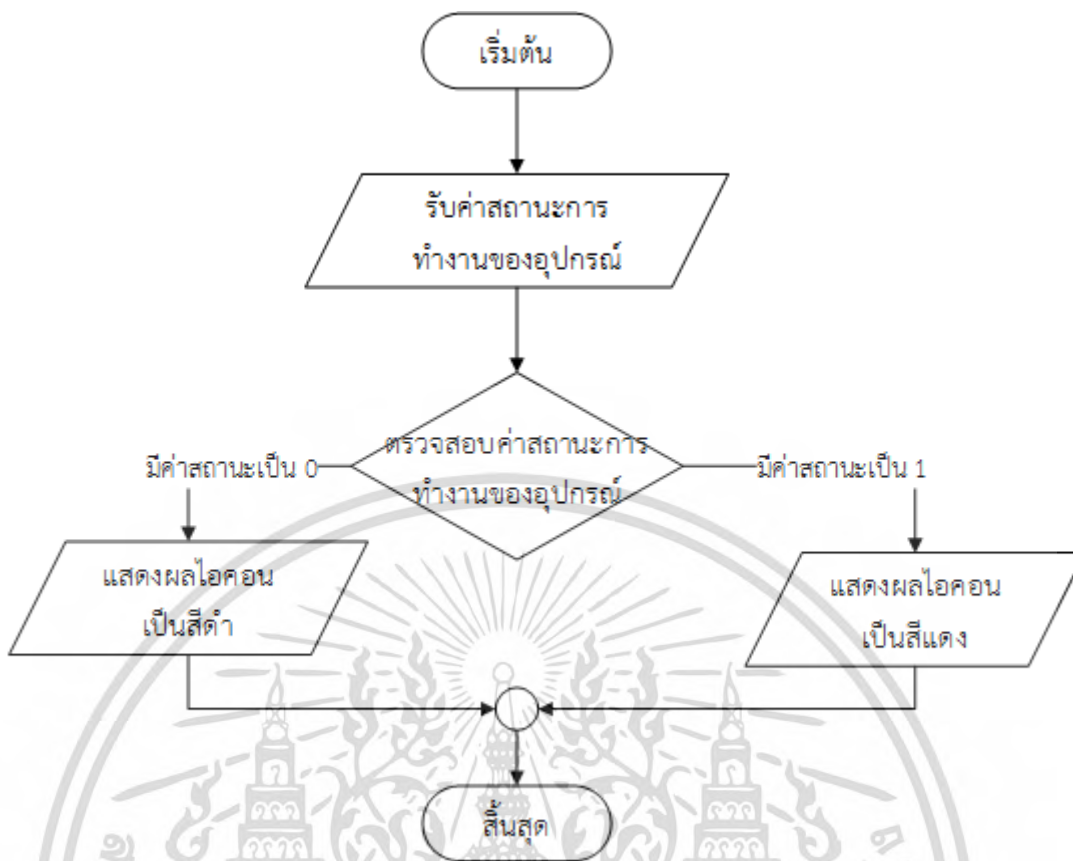 เริ่มต้น
รับค่าสถานะการ
ทำงานของอุปกรณ์
ตรวจสอบค่าสถานะการ
ทำงานของอุปกรณ์
มีค่าสถานะเป็น 0
มีค่าสถานะเป็น 1
แสดงผลไอคอน
เป็นสีดำ
แสดงผลไอคอน
เป็นสีแดง
สิ้นสุด